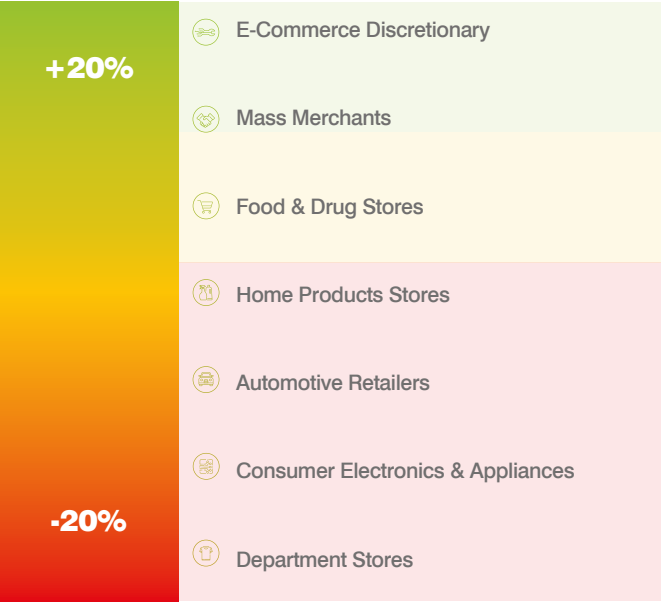 E-Commerce Discretionary
+20%
Mass Merchants
Food & Drug Stores
Home Products Stores
Automotive Retailers
Consumer Electronics & Appliances
-20%
Department Stores